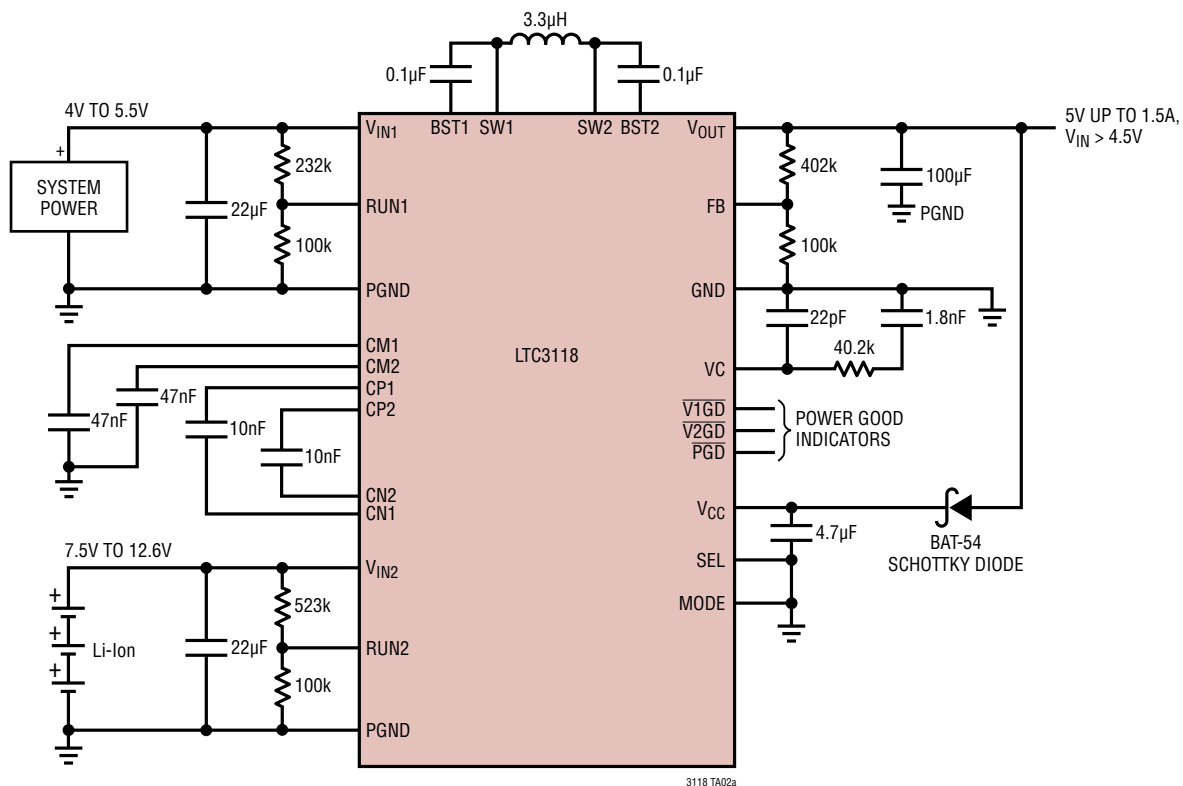 3.3µH
0.1µF
0.1µF
4V TO 5.5V
VIN1
BST1
SW1
SW2
BST2
VOUT
5V UP TO 1.5A,
VIN > 4.5V
+
SYSTEM
POWER
22µF
232k
RUN1
100k
PGND
402k
FB
100k
100µF
PGND
GND
22pF
1.8nF
40.2k
VC
LTC3118
CM1
CM2
CP1
CP2
47nF
47nF
10nF
10nF
CN2
CN1
V1GD
V2GD
PGD
POWER GOOD
INDICATORS
VCC
4.7µF
BAT-54
SCHOTTKY DIODE
SEL
MODE
7.5V TO 12.6V
VIN2
+
+
+
Li-Ion
22µF
523k
RUN2
100k
PGND
3118 TA02a